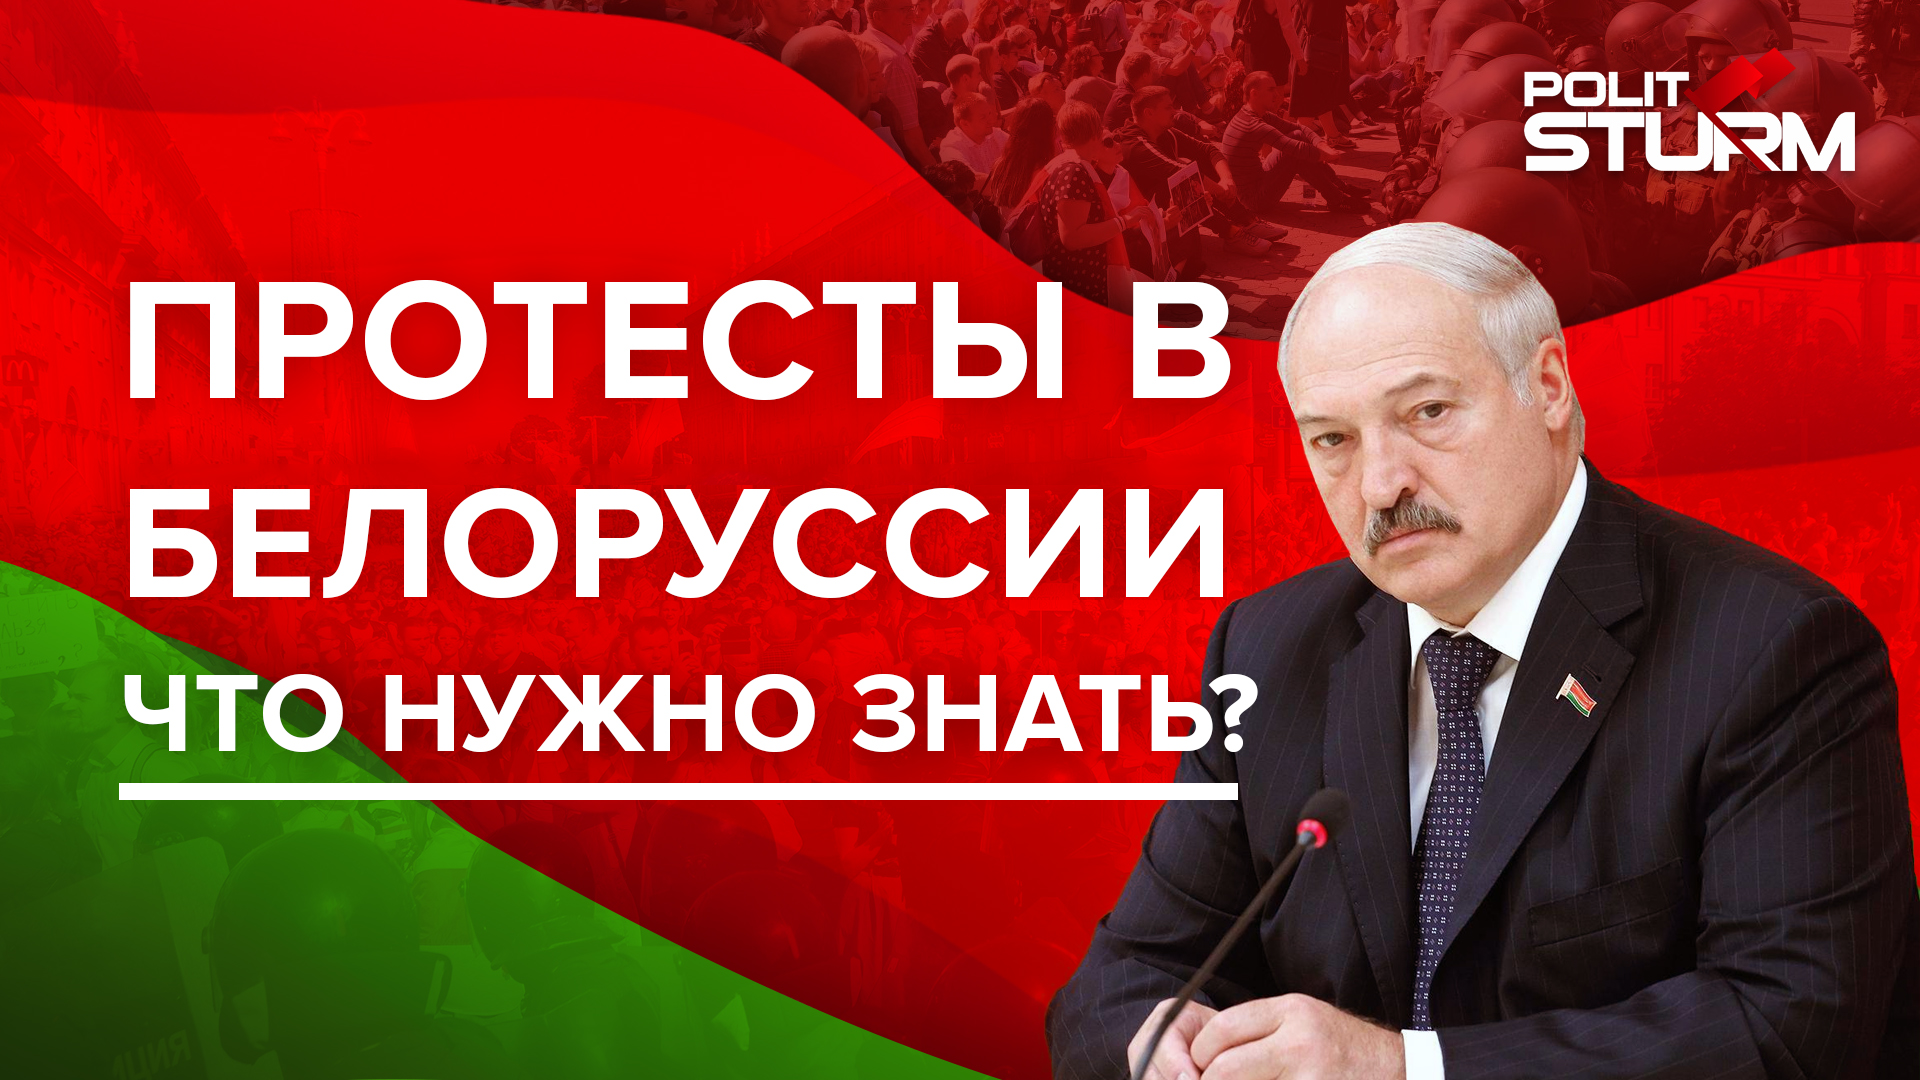 POLIT
STURM
ПРОТЕСТЫ В
БЕЛОРУССИИ
ЧТО НУЖНО ЗНАТЬ?